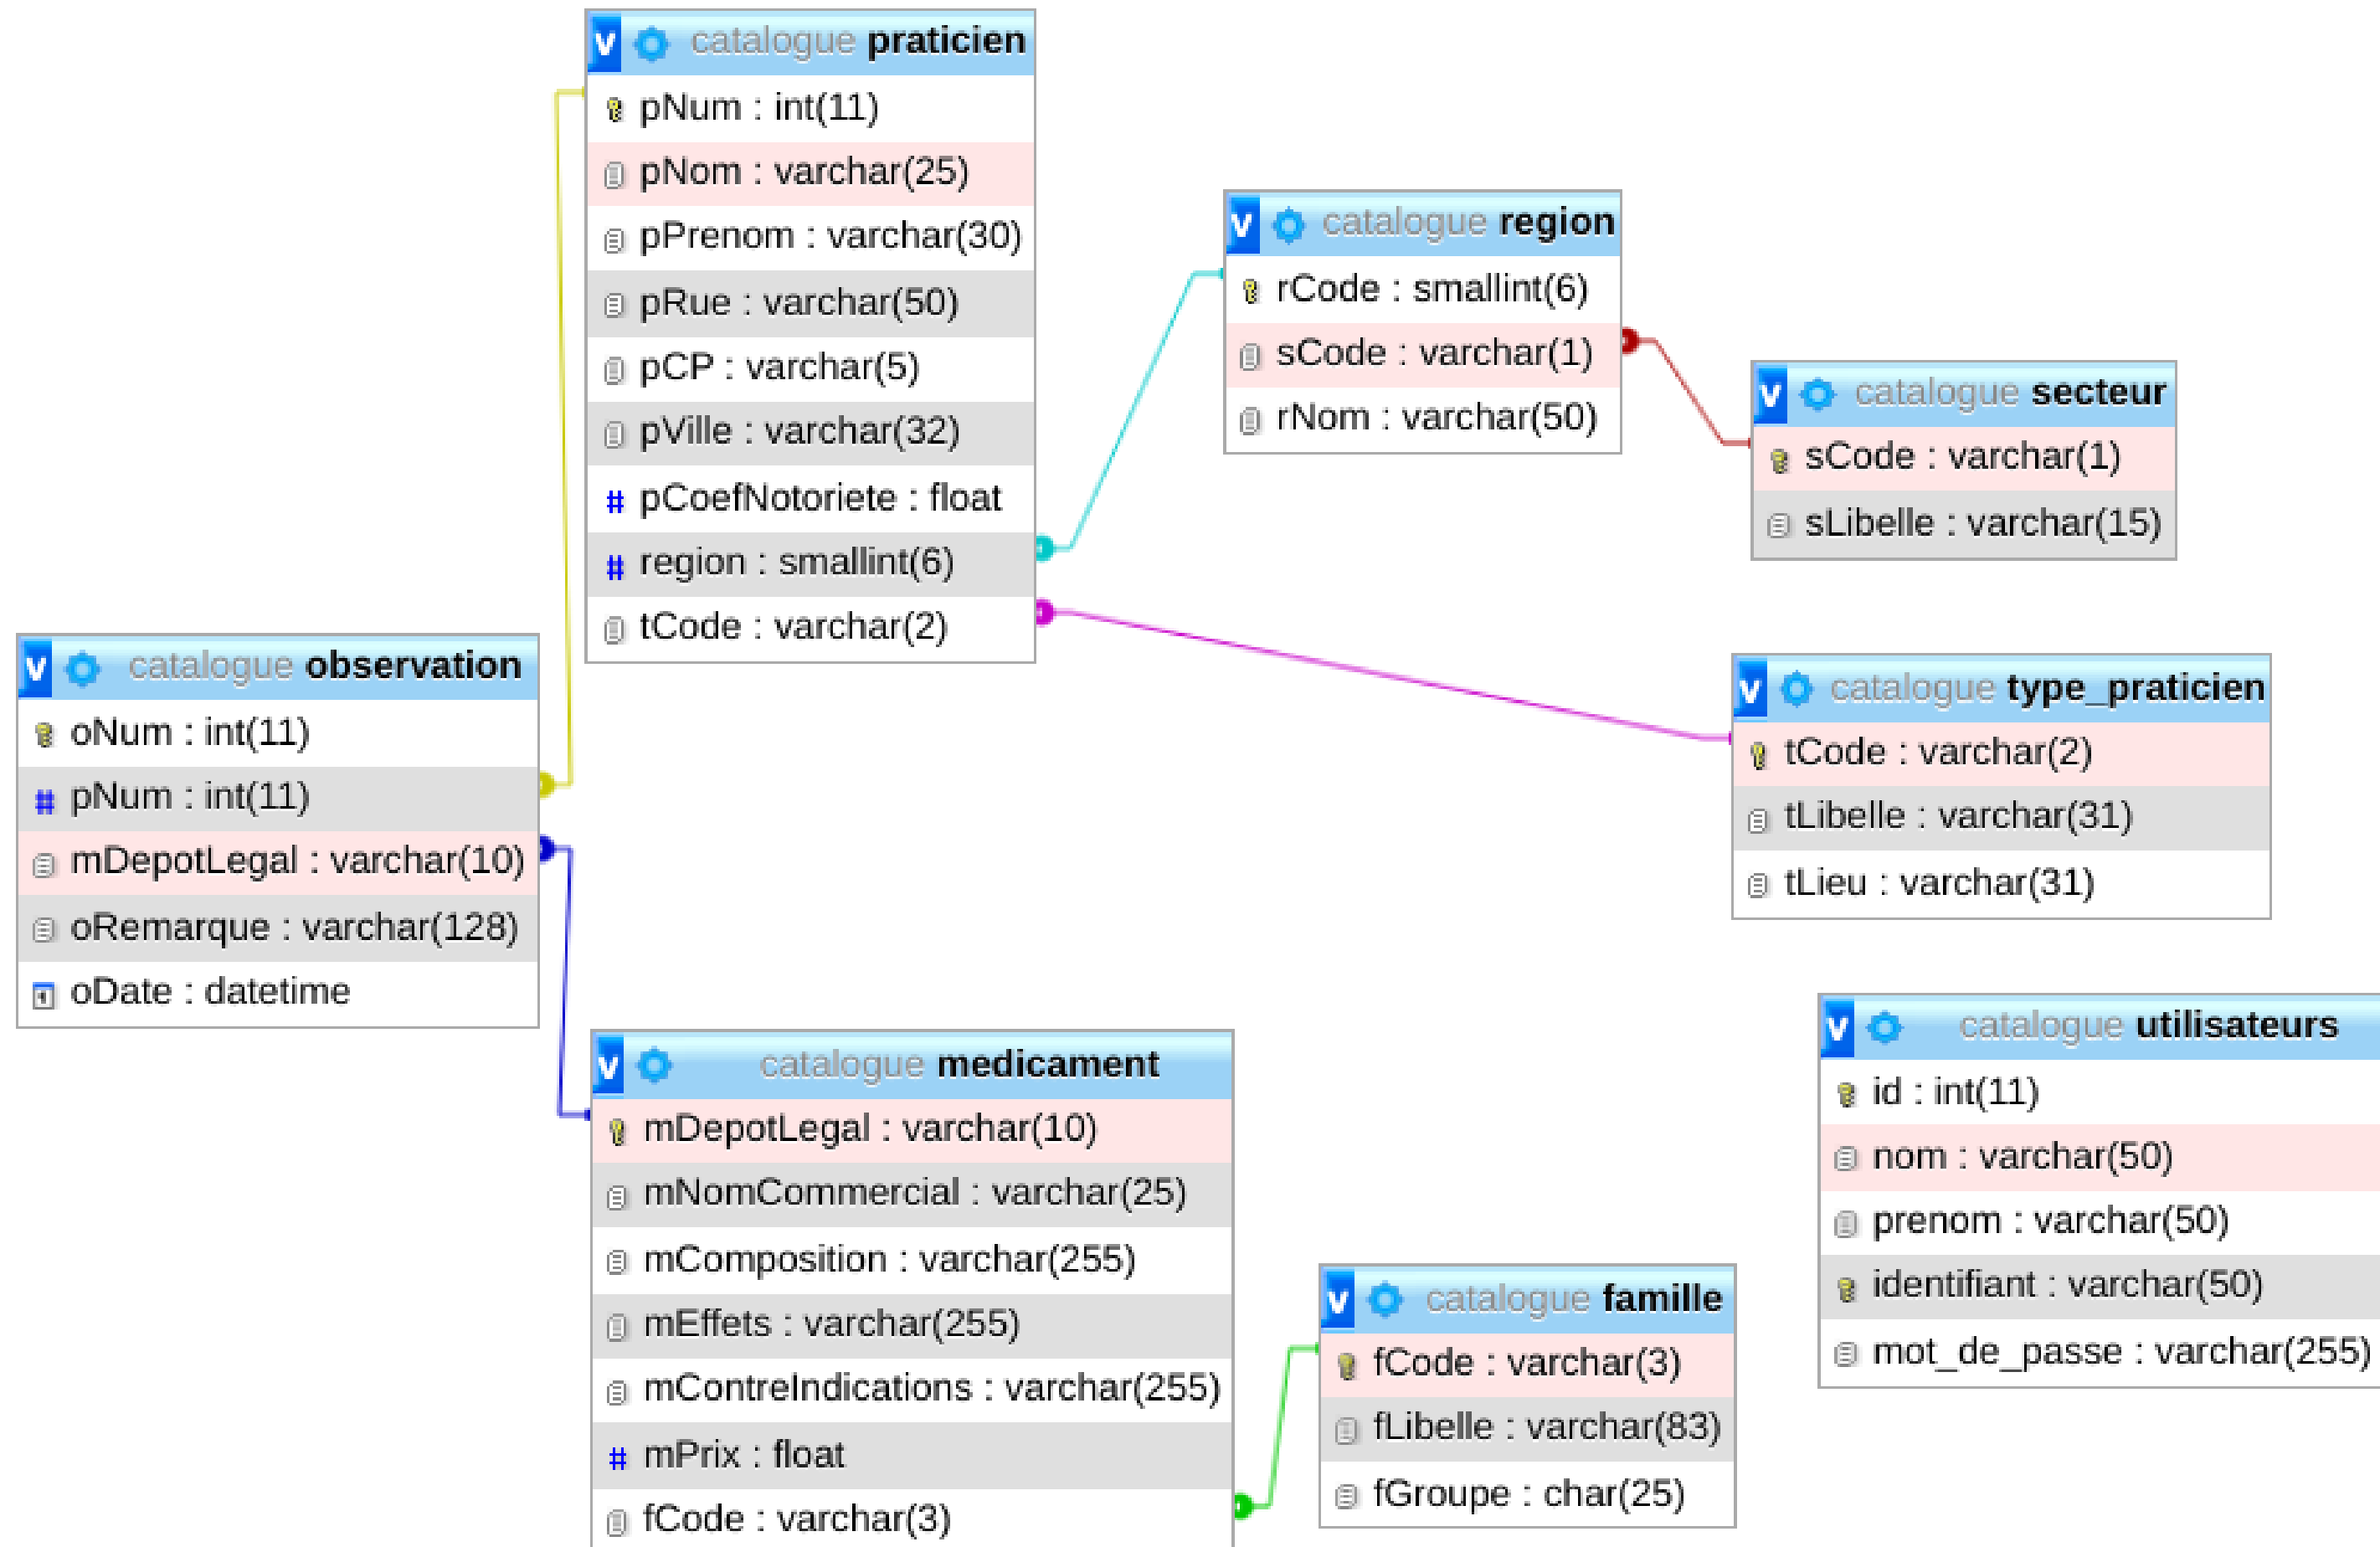 v catalogue praticien
pNum : int(11)
pNom : varchar(25)
pPrenom : varchar(30)
pRue : varchar(50)
pCP : varchar(5)
pVille : varchar(32)
# pCoefNotoriete : float
# region : smallint(6)
tCode : varchar(2)
v catalogue region
rCode : smallint(6)
sCode : varchar(1)
rNom : varchar(50)
v catalogue secteur
sCode : varchar(1)
sLibelle : varchar(15)
v catalogue observation
oNum : int(11)
# pNum : int(11)
mDepotLegal : varchar(10)
oRemarque : varchar(128)
oDate : datetime
v catalogue type_praticien
tCode : varchar(2)
tLibelle : varchar(31)
tLieu : varchar(31)
v catalogue medicament
mDepotLegal : varchar(10)
mNomCommercial : varchar(25)
mComposition : varchar(255)
mEffets : varchar(255)
mContreIndications : varchar(255)
# mPrix : float
fCode : varchar(3)
v catalogue famille
fCode : varchar(3)
fLibelle : varchar(83)
fGroupe : char(25)
v catalogue utilisateurs
id : int(11)
nom : varchar(50)
prenom : varchar(50)
identifiant : varchar(50)
mot_de_passe : varchar(255)